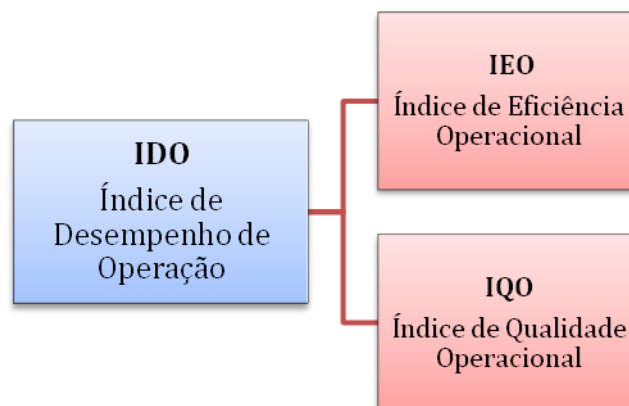 IDO
Índice de
Desempenho de
Operação
IEO
Índice de Eficiência
Operacional
IQO
Índice de Qualidade
Operacional